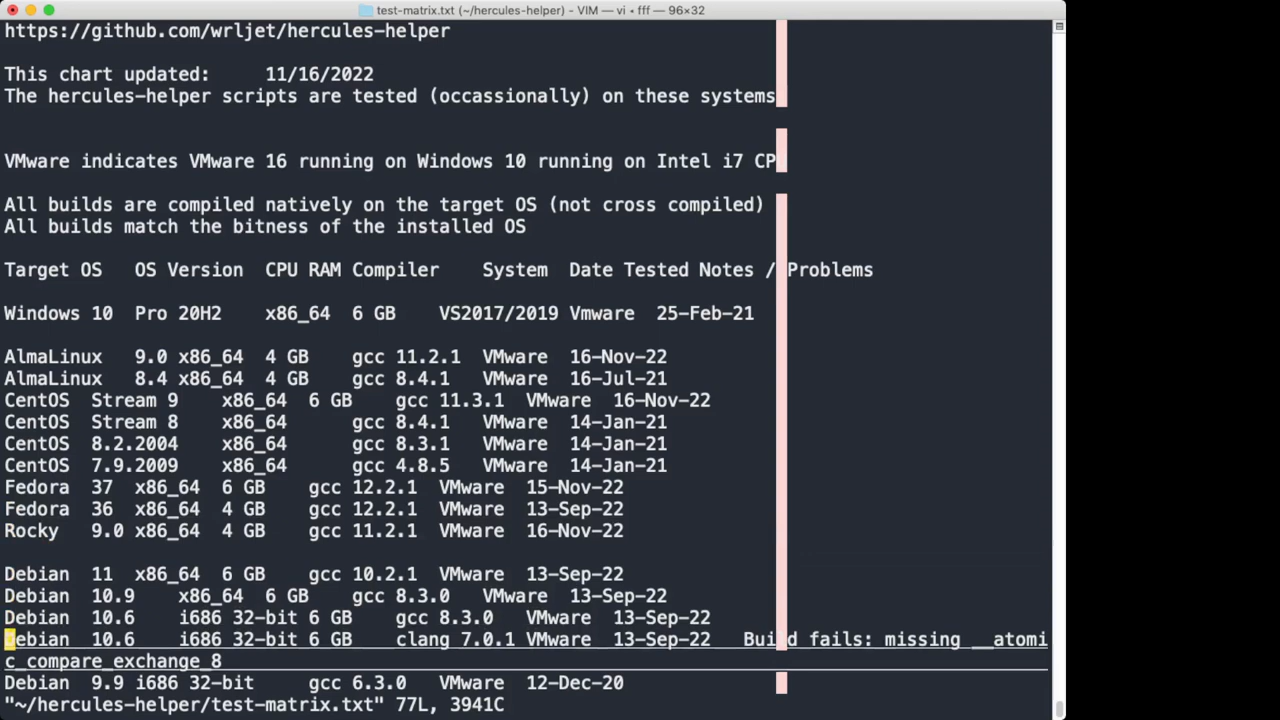 test-matrix.txt (~/hercules-helper) - VIM — vi ◂ fff — 96×32
https://github.com/wrljet/hercules-helper
This chart updated: 11/16/2022
The hercules-helper scripts are tested (occassionally) on these systems
VMware indicates VMware 16 running on Windows 10 running on Intel i7 CP
All builds are compiled natively on the target OS (not cross compiled)
All builds match the bitness of the installed OS
Target OS OS Version CPU RAM Compiler System Date Tested Notes / Problems
Windows 10 Pro 20H2 x86_64 6 GB VS2017/2019 Vmware 25-Feb-21
AlmaLinux 9.0 x86_64 4 GB gcc 11.2.1 VMware 16-Nov-22
AlmaLinux 8.4 x86_64 4 GB gcc 8.4.1 VMware 16-Jul-21
CentOS Stream 9 x86_64 6 GB gcc 11.3.1 VMware 16-Nov-22
CentOS Stream 8 x86_64 gcc 8.4.1 VMware 14-Jan-21
CentOS 8.2.2004 x86_64 gcc 8.3.1 VMware 14-Jan-21
CentOS 7.9.2009 x86_64 gcc 4.8.5 VMware 14-Jan-21
Fedora 37 x86_64 6 GB gcc 12.2.1 VMware 15-Nov-22
Fedora 36 x86_64 4 GB gcc 12.2.1 VMware 13-Sep-22
Rocky 9.0 x86_64 4 GB gcc 11.2.1 VMware 16-Nov-22
Debian 11 x86_64 6 GB gcc 10.2.1 VMware 13-Sep-22
Debian 10.9 x86_64 6 GB gcc 8.3.0 VMware 13-Sep-22
Debian 10.6 i686 32-bit 6 GB gcc 8.3.0 VMware 13-Sep-22
Debian 10.6 i686 32-bit 6 GB clang 7.0.1 VMware 13-Sep-22 Build fails: missing __atomi
c_compare_exchange_8
Debian 9.9 i686 32-bit gcc 6.3.0 VMware 12-Dec-20
"~/hercules-helper/test-matrix.txt" 77L, 3941C